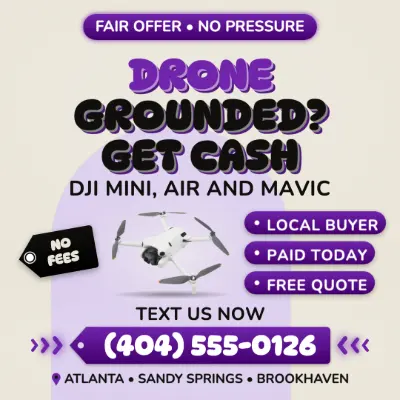 FAIR OFFER • NO PRESSURE
DRONE
GROUNDED?
GET CASH
DJI MINI, AIR AND MAVIC
NO
FEES
• LOCAL BUYER
• PAID TODAY
• FREE QUOTE
TEXT US NOW
(404) 555-0126
ATLANTA • SANDY SPRINGS • BROOKHAVEN